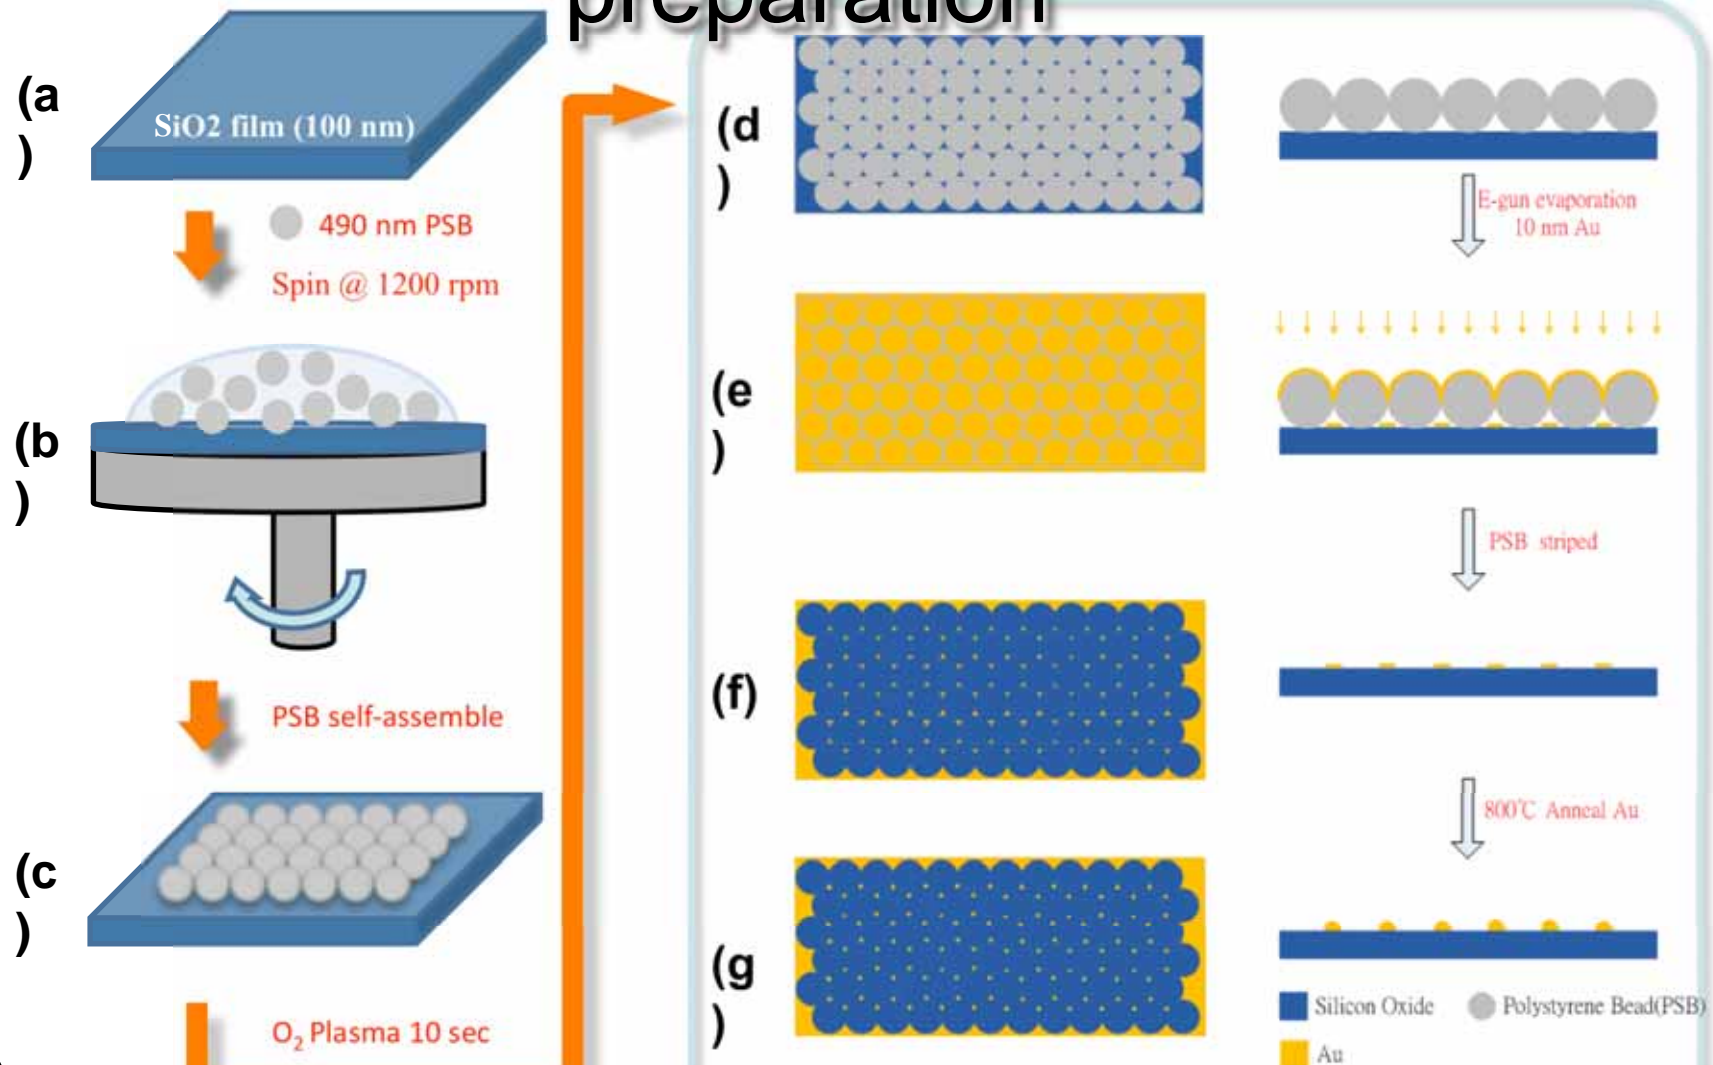 preparation
(a
)
SiO2 film (100 nm)
490 nm PSB
Spin @ 1200 rpm
(b
)
PSB self-assemble
(c
)
O₂ Plasma 10 sec
(d
)
E-gun evaporation
10 nm Au
(e
)
PSB striped
(f)
800℃ Anneal Au
(g
)
Silicon Oxide
Polystyrene Bead(PSB)
Au